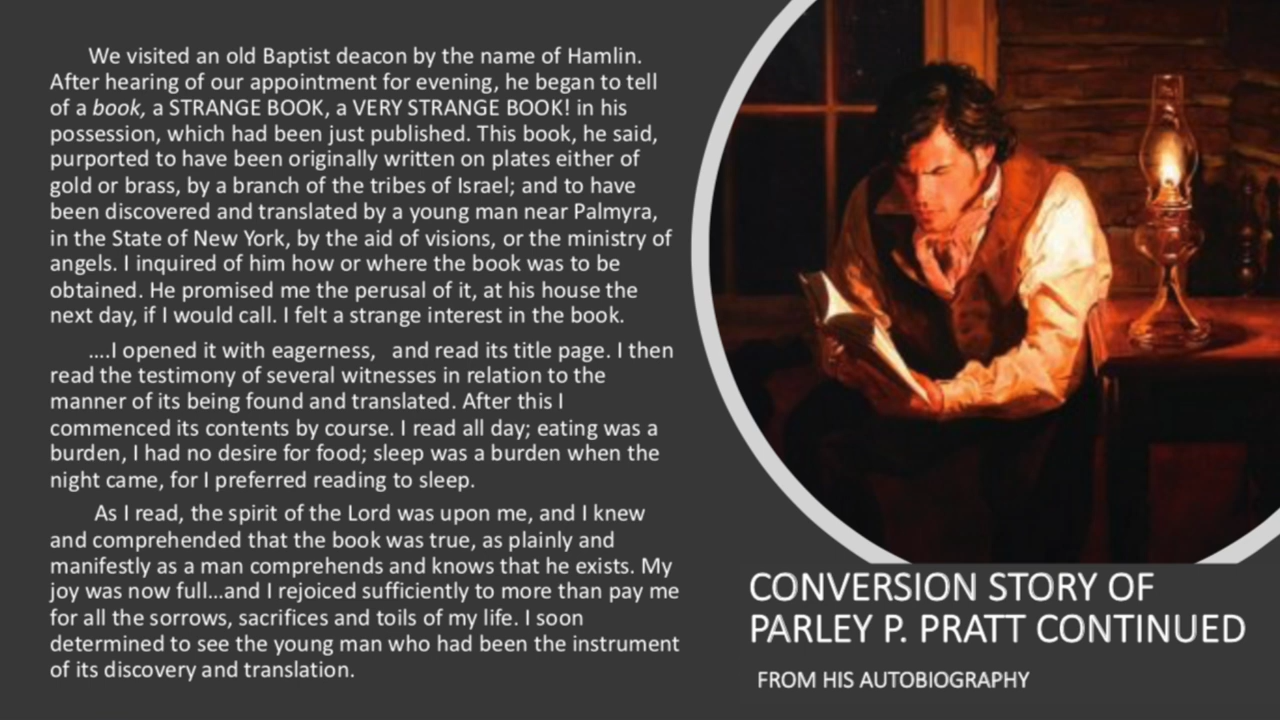 We visited an old Baptist deacon by the name of Hamlin.
After hearing of our appointment for evening, he began to tell
of a book, a STRANGE BOOK, a VERY STRANGE BOOK! in his
possession, which had been just published. This book, he said,
purported to have been originally written on plates either of
gold or brass, by a branch of the tribes of Israel; and to have
been discovered and translated by a young man near Palmyra,
in the State of New York, by the aid of visions, or the ministry of
angels. I inquired of him how or where the book was to be
obtained. He promised me the perusal of it, at his house the
next day, if I would call. I felt a strange interest in the book.
....I opened it with eagerness, and read its title page. I then
read the testimony of several witnesses in relation to the
manner of its being found and translated. After this I
commenced its contents by course. I read all day; eating was a
burden, I had no desire for food; sleep was a burden when the
night came, for I preferred reading to sleep.
As I read, the spirit of the Lord was upon me, and I knew
and comprehended that the book was true, as plainly and
manifestly as a man comprehends and knows that he exists. My
joy was now full...and I rejoiced sufficiently to more than pay me
for all the sorrows, sacrifices and toils of my life. I soon
determined to see the young man who had been the instrument
of its discovery and translation.
CONVERSION STORY OF
PARLEY P. PRATT CONTINUED
FROM HIS AUTOBIOGRAPHY